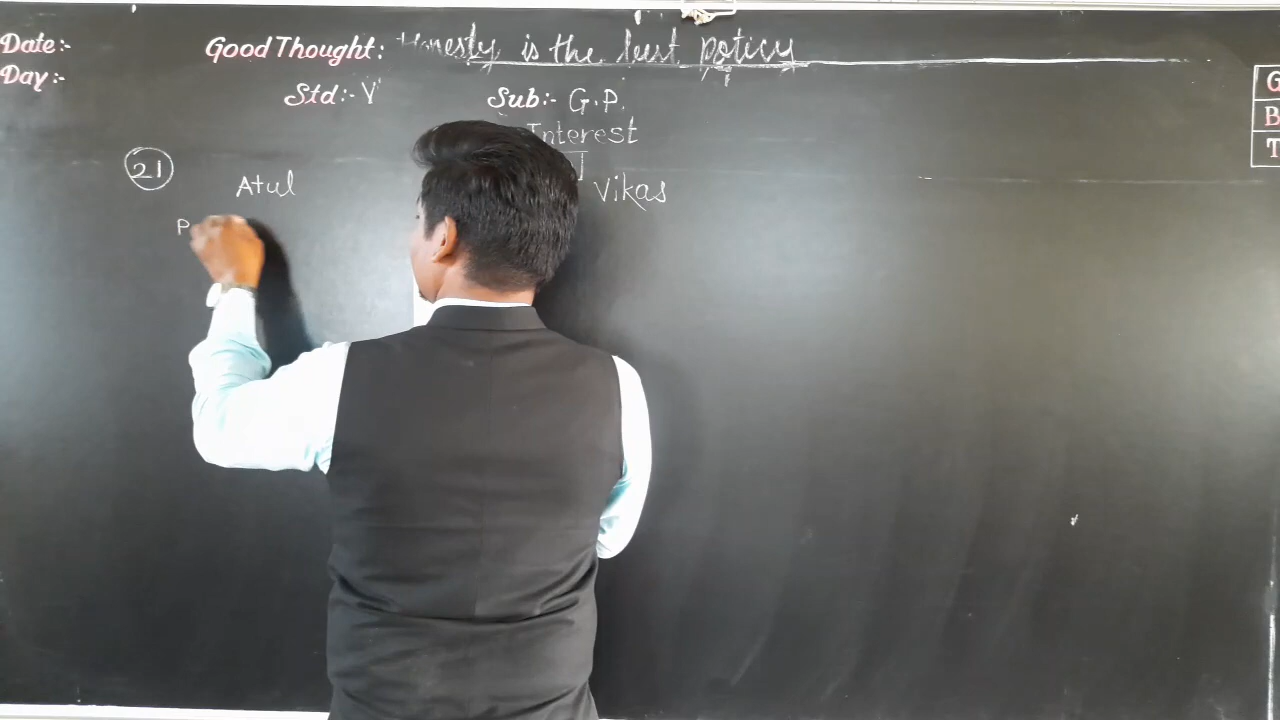 Date:- Good Thought: Honesty is the best policy
Day:-
Std:- V Sub:- G.P.
Interest
21 Atul Vikas
P
G
B
T